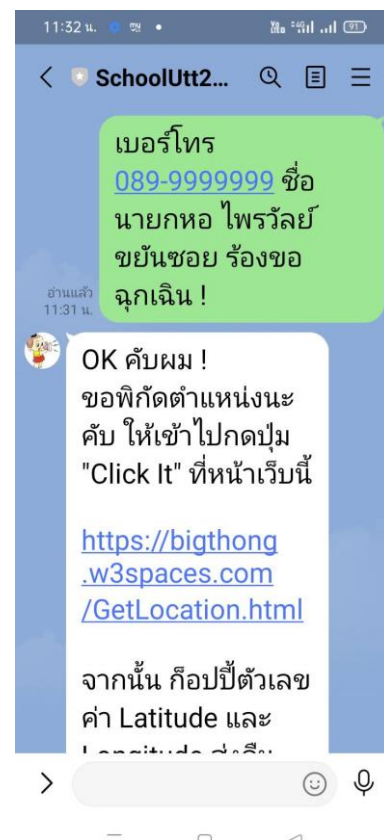 11:32 น.
91
SchoolUtt2...
เบอร์โทร
089-9999999 ชื่อ
นายกหอ ไพรวัลย์
ขยันซอย ร้องขอ
ฉุกเฉิน !
อ่านแล้ว
11:31 น.
OK คับผม !
ขอพิกัดตำแหน่งนะ
คับ ให้เข้าไปกดปุ่ม
"Click It" ที่หน้าเว็บนี้
https://bigthong
.w3spaces.com
/GetLocation.html
จากนั้น ก็อปปี้ตัวเลข
ค่า Latitude และ